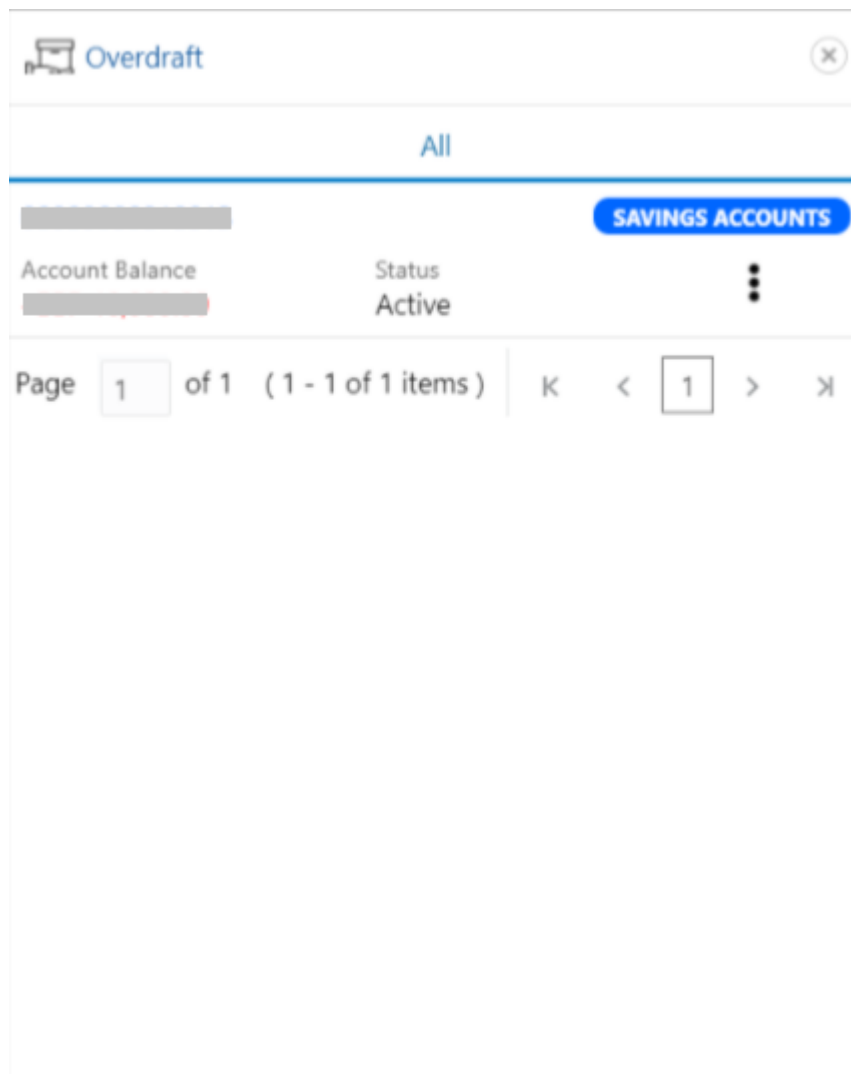 Overdraft
All
SAVINGS ACCOUNTS
Account Balance Status
Active
Page 1 of 1 ( 1 - 1 of 1 items ) K < 1 > >|